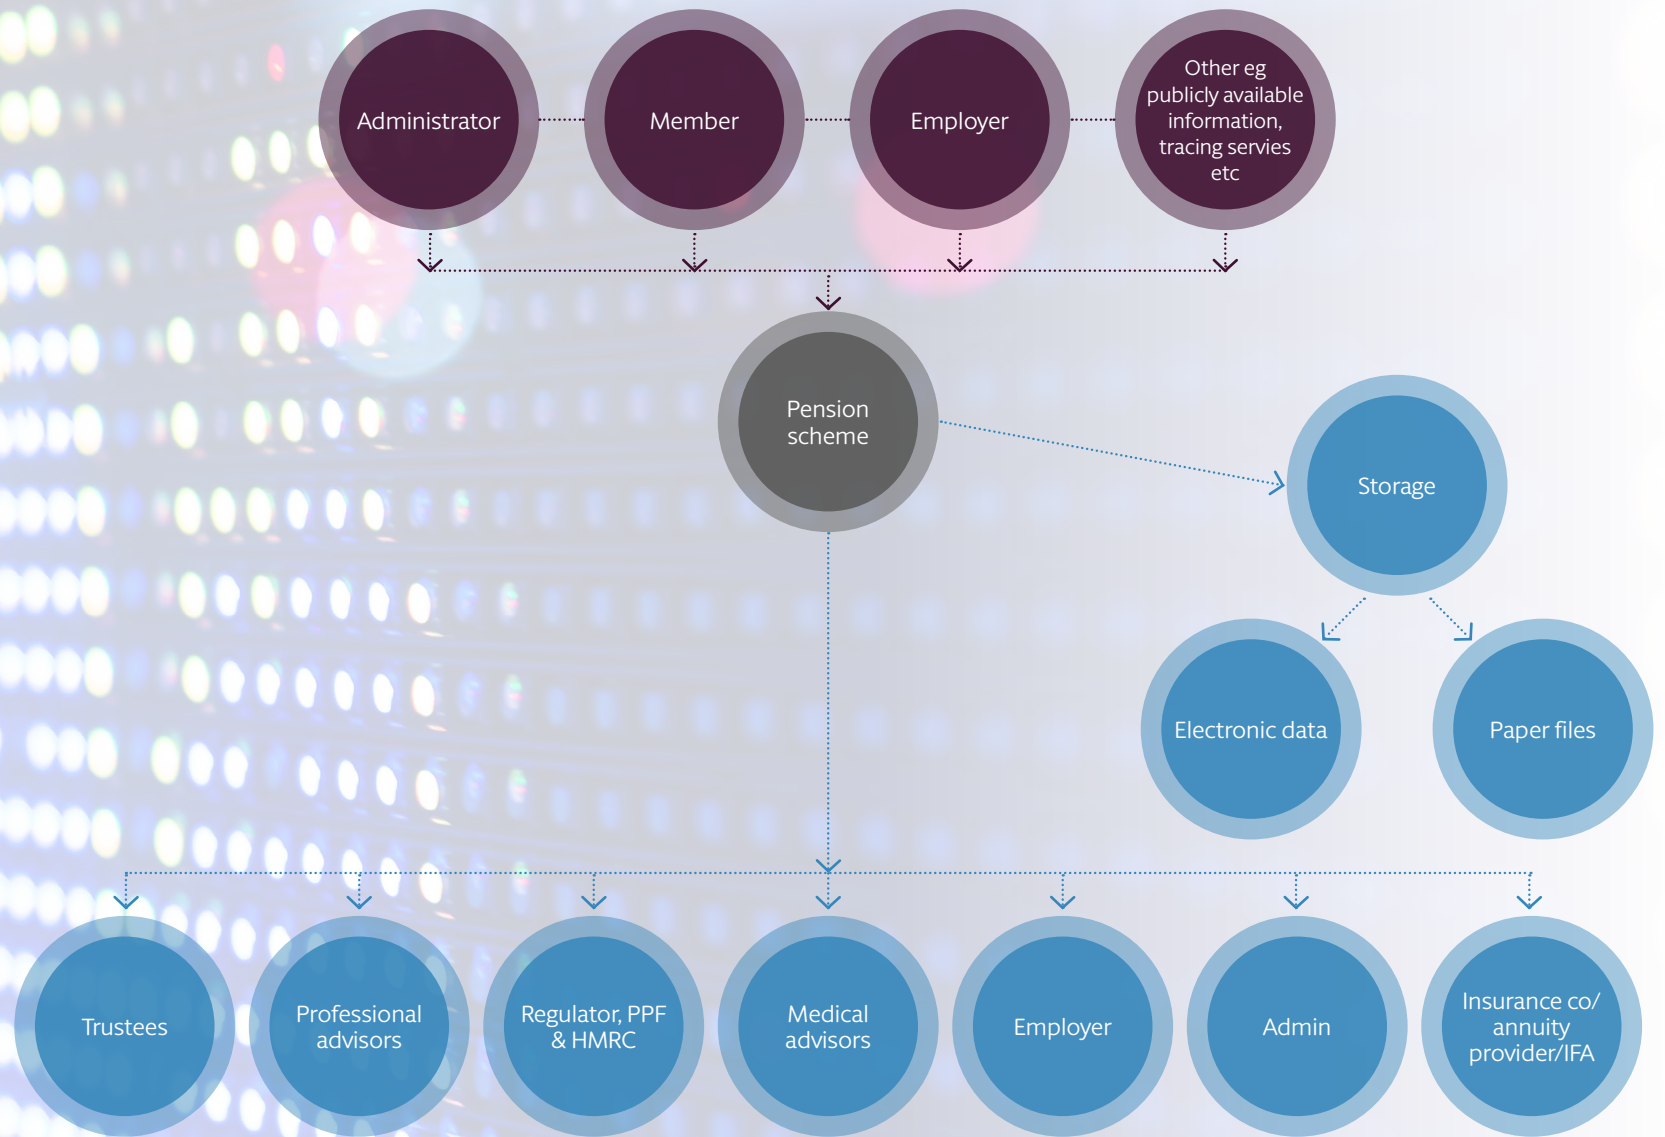 Administrator
Member
Employer
Other eg
publicly available
information,
tracing servies
etc
Pension
scheme
Storage
Electronic data
Paper files
Trustees
Professional
advisors
Regulator, PPF
& HMRC
Medical
advisors
Employer
Admin
Insurance co/
annuity
provider/IFA